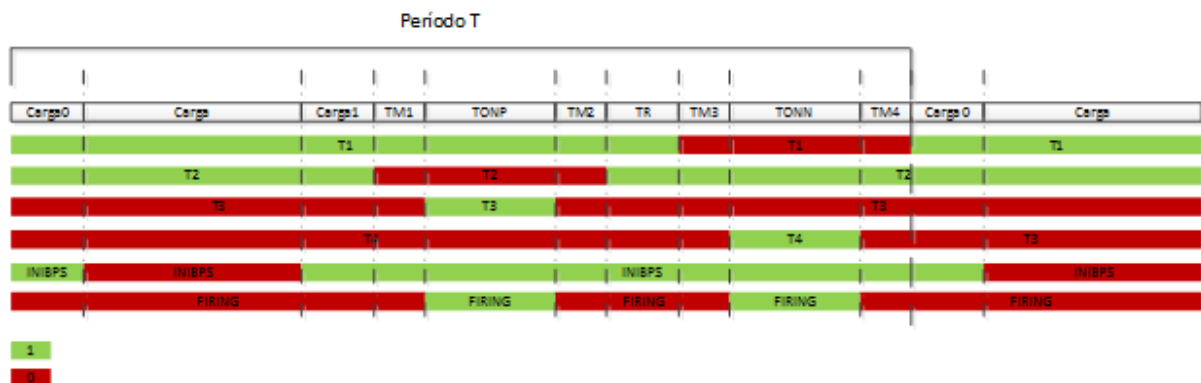 Período T
Carga0 Carga Carga1 TM1 TONP TM2 TR TM3 TONN TM4 Carga 0 Carga
T1 T1 T1
T2 T2 T2
T3 T3 T3
T4 T4 T3
INIBPS INIBPS INIBPS INIBPS
FIRING FIRING FIRING FIRING FIRING
1
0